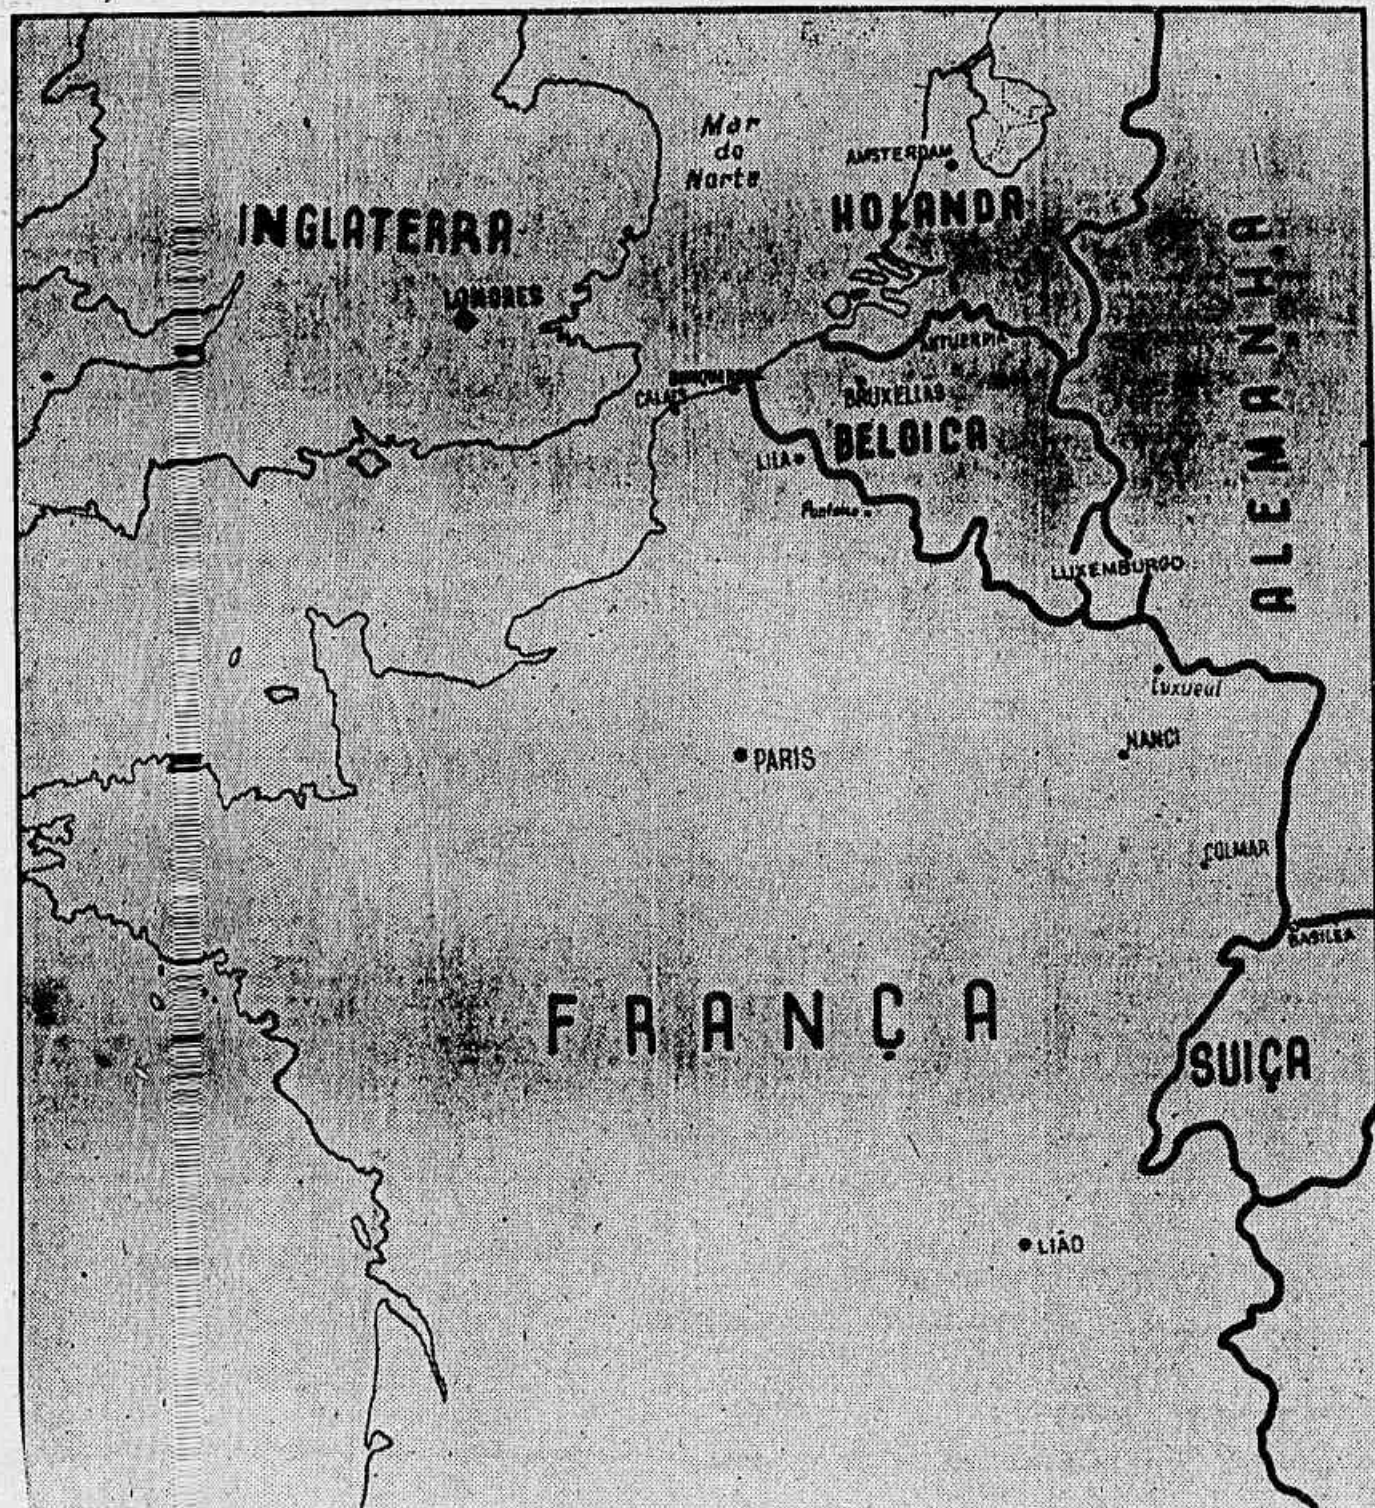 Mar
do
Norte
AMSTERDAM
HOLANDA
INGLATERRA
LONDRES
ALEMANHA
ANTUERPIA
CALAIS
BRUXELLAS
BELGICA
LILA
LUXEMBURGO
Luxueul
NANCI
PARIS
COLMAR
BASILEA
FRANÇA
SUIÇA
LIÃO